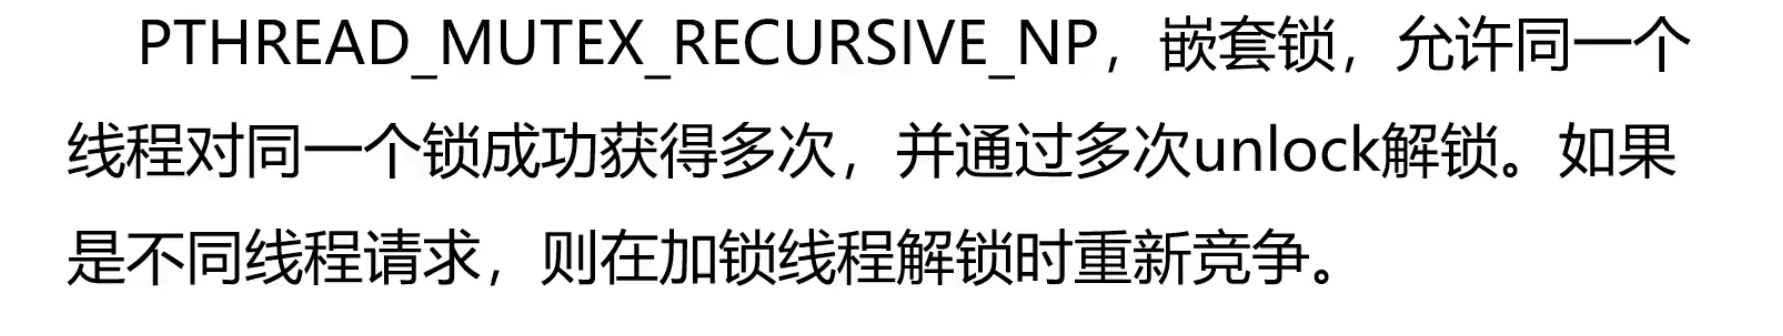 PTHREAD_MUTEX_RECURSIVE_NP，嵌套锁，允许同一个
线程对同一个锁成功获得多次，并通过多次unlock解锁。如果
是不同线程请求，则在加锁线程解锁时重新竞争。